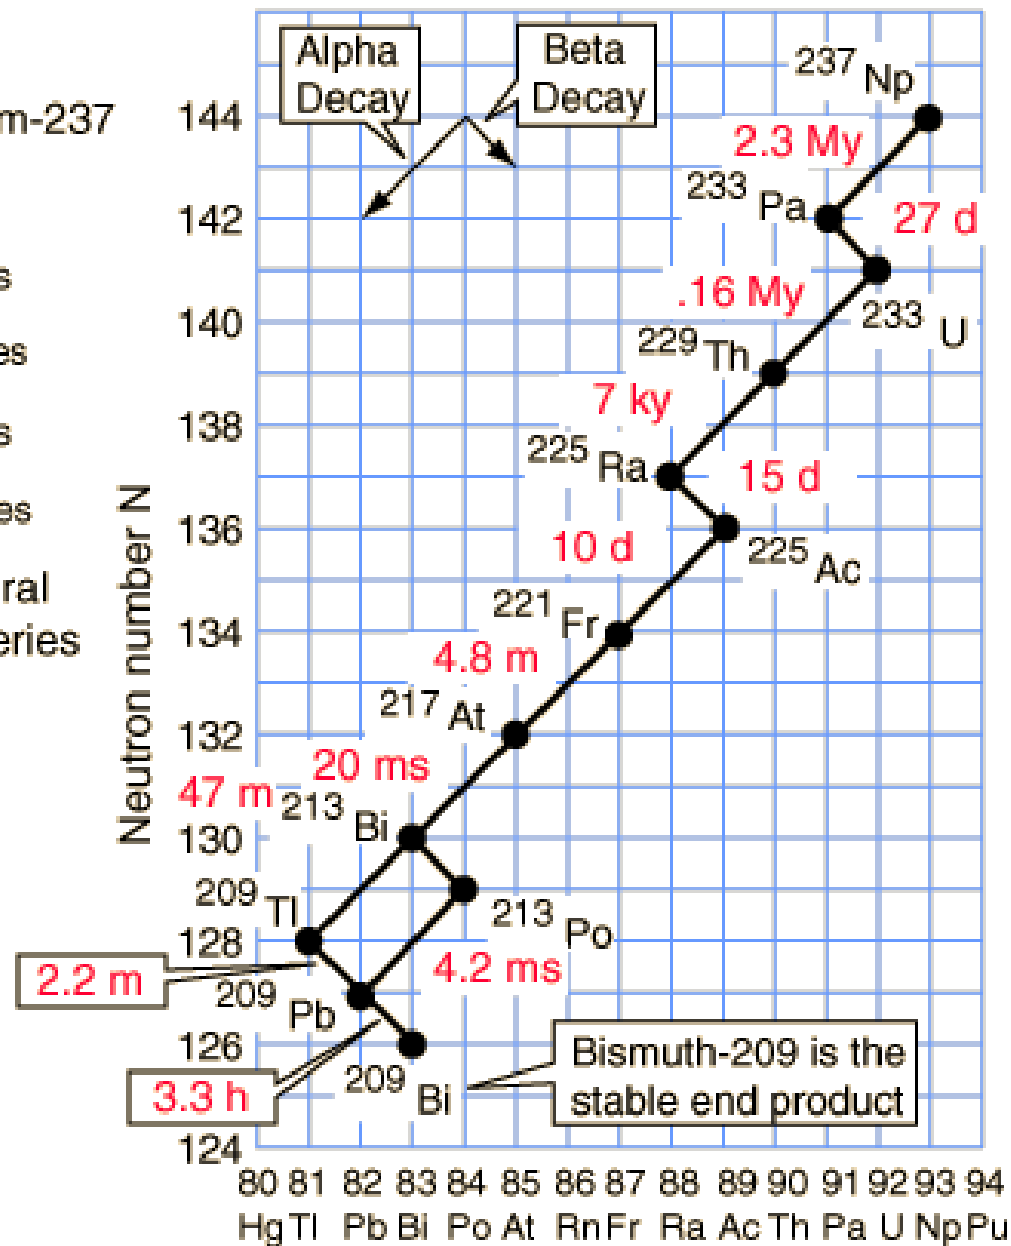 Alpha
Decay
Beta
Decay
237 Np
m-237
144
2.3 My
233 Pa
142
27 d
s
.16 My
140
233 U
es
229 Th
7 ky
138
s
225 Ra
15 d
es
136
10 d
225 Ac
ral
221 Fr
134
eries
4.8 m
217 At
132
20 ms
47 m
213 Bi
130
209 Tl
213 Po
128
4.2 ms
2.2 m
209 Pb
126
Bismuth-209 is the
stable end product
209 Bi
3.3 h
124
Neutron number N
80 81 82 83 84 85 86 87 88 89 90 91 92 93 94
Hg Tl Pb Bi Po At Rn Fr Ra Ac Th Pa U Np Pu